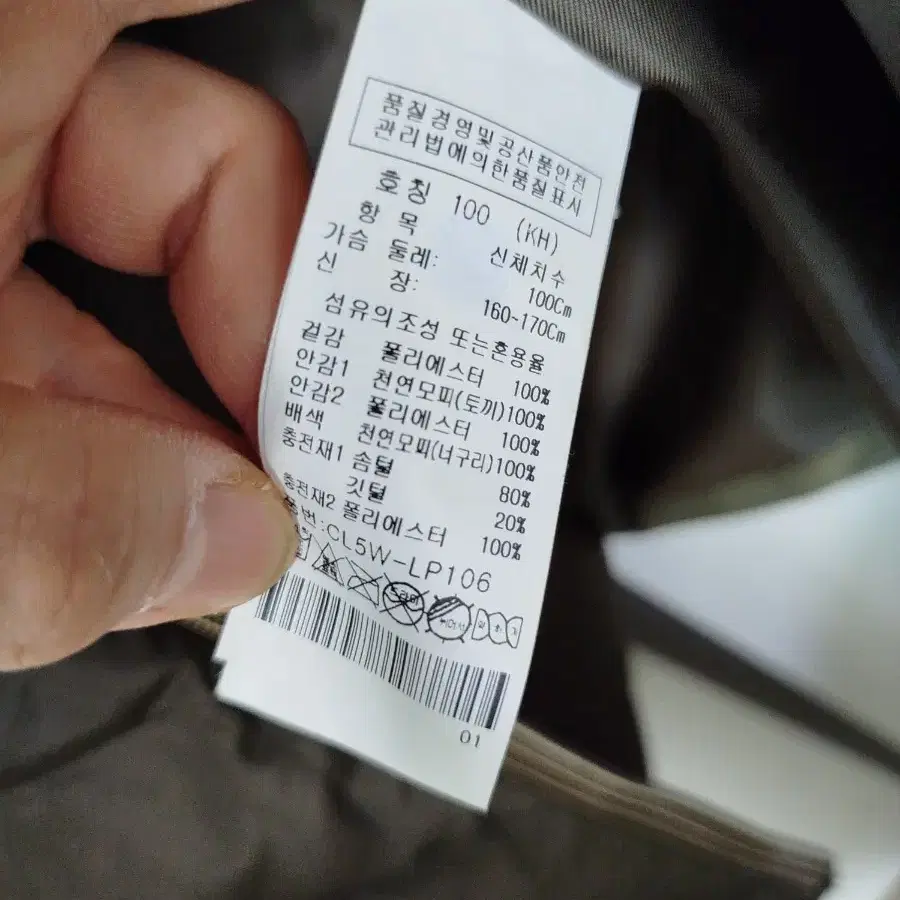 품질경영및공산품안전
관리법에의한품질표시
호칭 100 (KH)
항 목 신체치수
가슴 둘레: 100Cm
신 장: 160~170Cm
섬유의조성 또는혼용율
겉감 폴리에스터 100%
안감1 천연모피(토끼)100%
안감2 폴리에스터 100%
배색 천연모피(너구리)100%
충전재1 솜털 80%
깃털 20%
충전재2 폴리에스터 100%
품번:CL5W-LP106
01